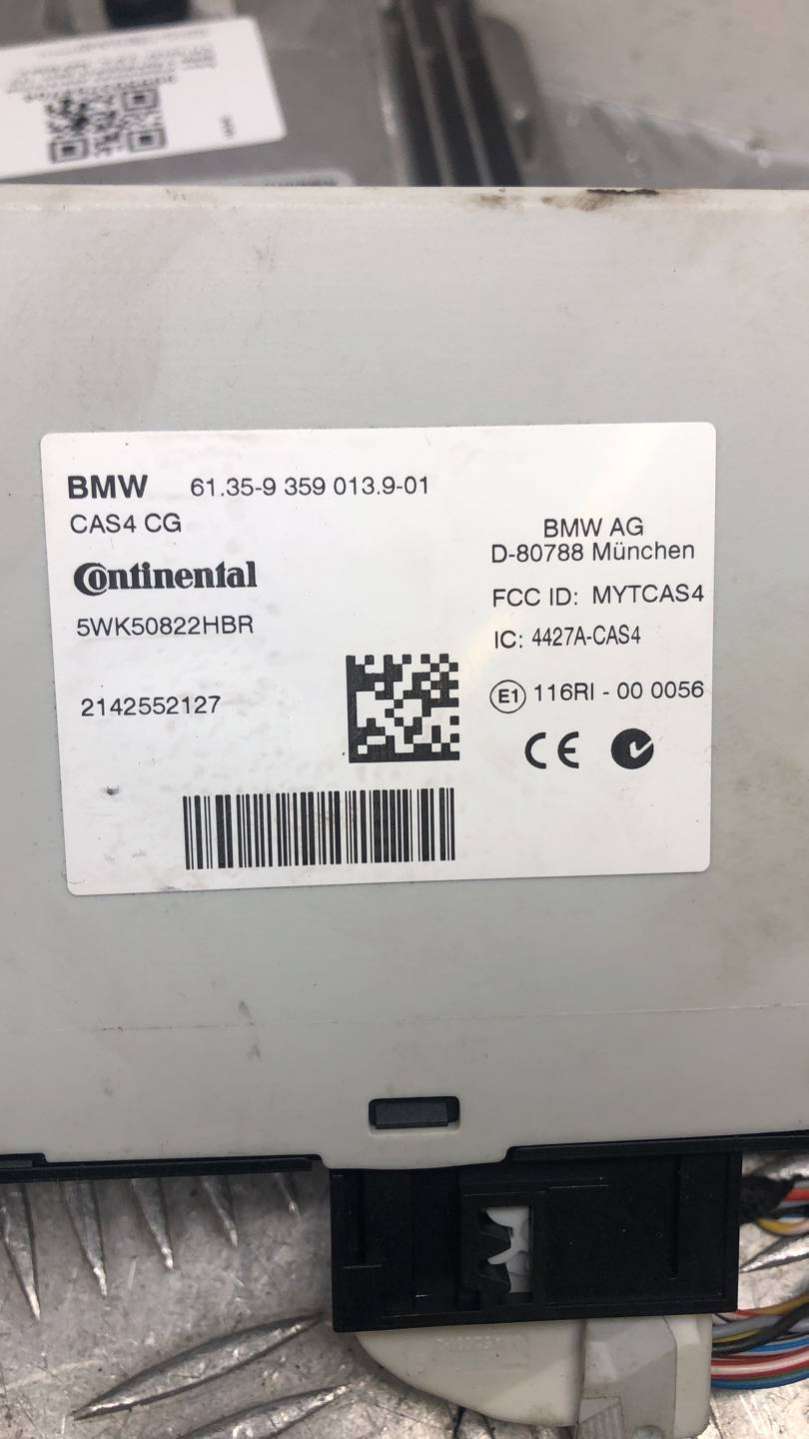 BMW 61.35-9 359 013.9-01
CAS4 CG
Continental
5WK50822HBR
2142552127
BMW AG
D-80788 München
FCC ID: MYTCAS4
IC: 4427A-CAS4
E1 116RI - 00 0056
CE